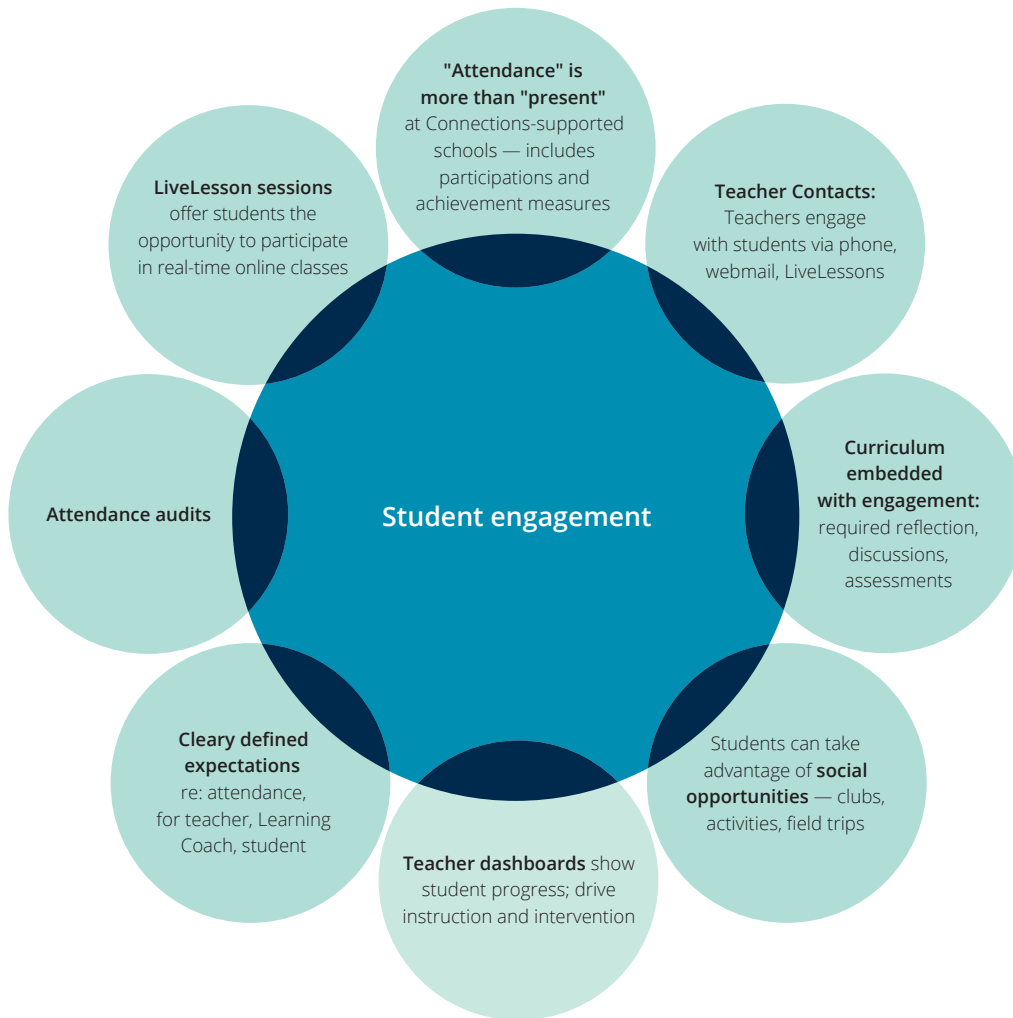 "Attendance" is
more than "present"
at Connections-supported
schools — includes
participations and
achievement measures
Teacher Contacts:
Teachers engage
with students via phone,
webmail, LiveLessons
Curriculum
embedded
with engagement:
required reflection,
discussions,
assessments
Students can take
advantage of social
opportunities — clubs,
activities, field trips
Teacher dashboards show
student progress; drive
instruction and intervention
Cleary defined
expectations
re: attendance,
for teacher, Learning
Coach, student
Attendance audits
LiveLesson sessions
offer students the
opportunity to participate
in real-time online classes
Student engagement